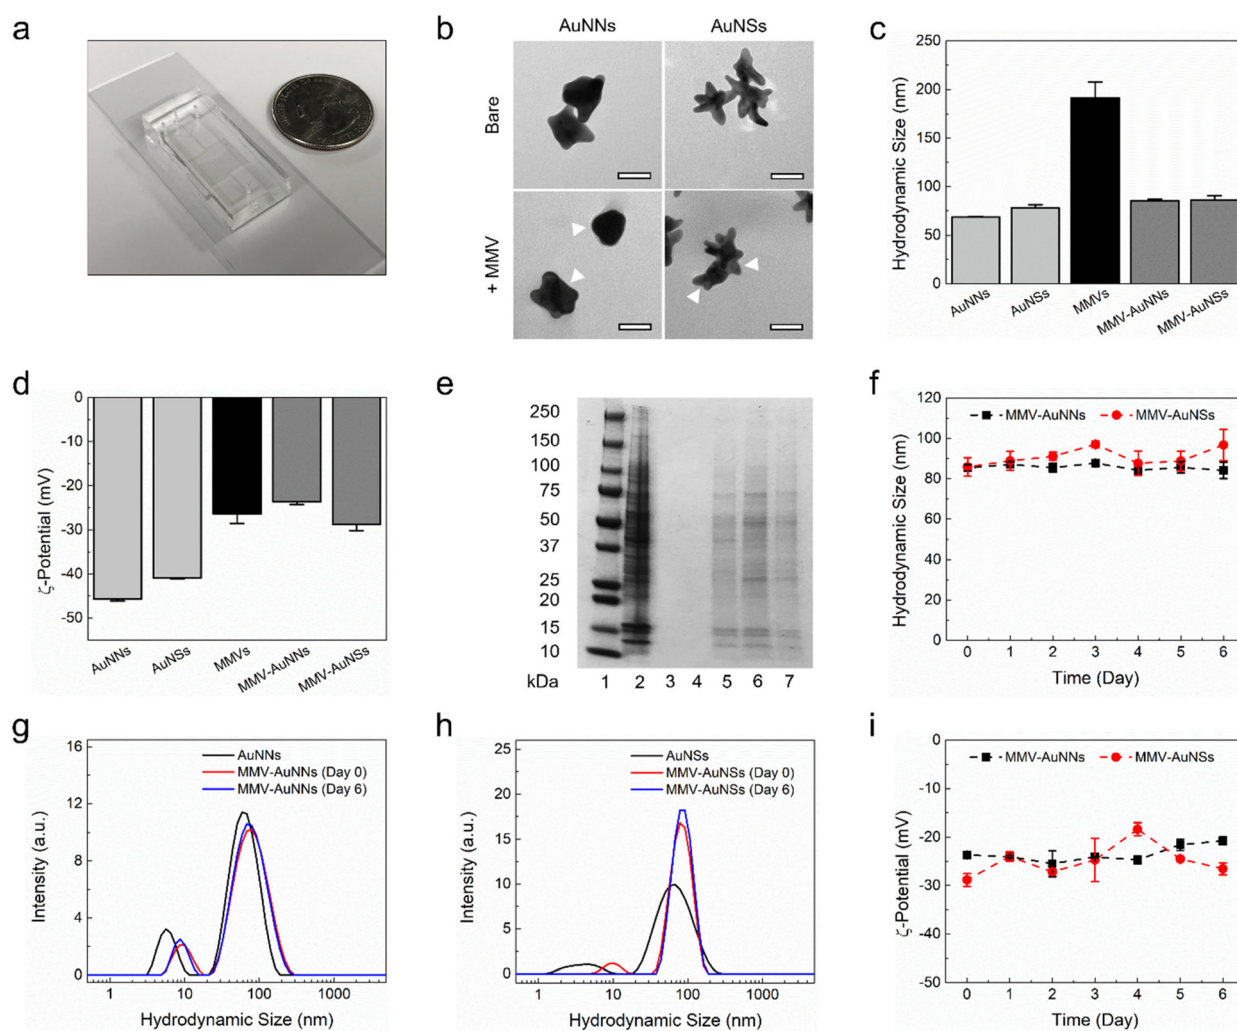 a
b
AuNNs
AuNSs
Bare
+ MMV
c
Hydrodynamic Size (nm)
250
200
150
100
50
0
AuNNs
AuNSs
MMVs
MMV-AuNNs
MMV-AuNSs
d
ζ-Potential (mV)
0
-10
-20
-30
-40
-50
AuNNs
AuNSs
MMVs
MMV-AuNNs
MMV-AuNSs
e
250
150
100
75
50
37
25
20
15
10
kDa
1 2 3 4 5 6 7
f
Hydrodynamic Size (nm)
120
100
80
60
40
20
0
MMV-AuNNs MMV-AuNSs
0 1 2 3 4 5 6
Time (Day)
g
Intensity (a.u.)
16
12
8
4
0
AuNNs
MMV-AuNNs (Day 0)
MMV-AuNNs (Day 6)
1 10 100 1000
Hydrodynamic Size (nm)
h
Intensity (a.u.)
25
20
15
10
5
0
AuNSs
MMV-AuNSs (Day 0)
MMV-AuNSs (Day 6)
1 10 100 1000
Hydrodynamic Size (nm)
i
ζ-Potential (mV)
0
-10
-20
-30
-40
-50
MMV-AuNNs MMV-AuNSs
0 1 2 3 4 5 6
Time (Day)